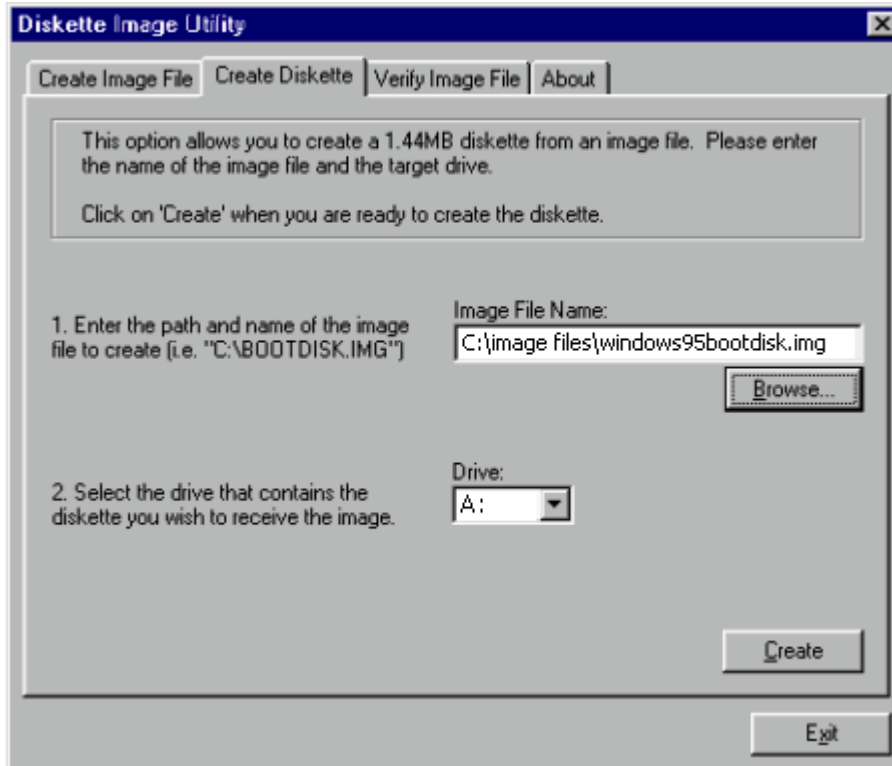 Diskette Image Utility
Create Image File
Create Diskette
Verify Image File
About
This option allows you to create a 1.44MB diskette from an image file.  Please enter
the name of the image file and the target drive.
Click on 'Create' when you are ready to create the diskette.
1. Enter the path and name of the image
file to create (i.e. "C:\BOOTDISK.IMG")
Image File Name:
C:\image files\windows95bootdisk.img
Browse...
2. Select the drive that contains the
diskette you wish to receive the image.
Drive:
A:
Create
Exit